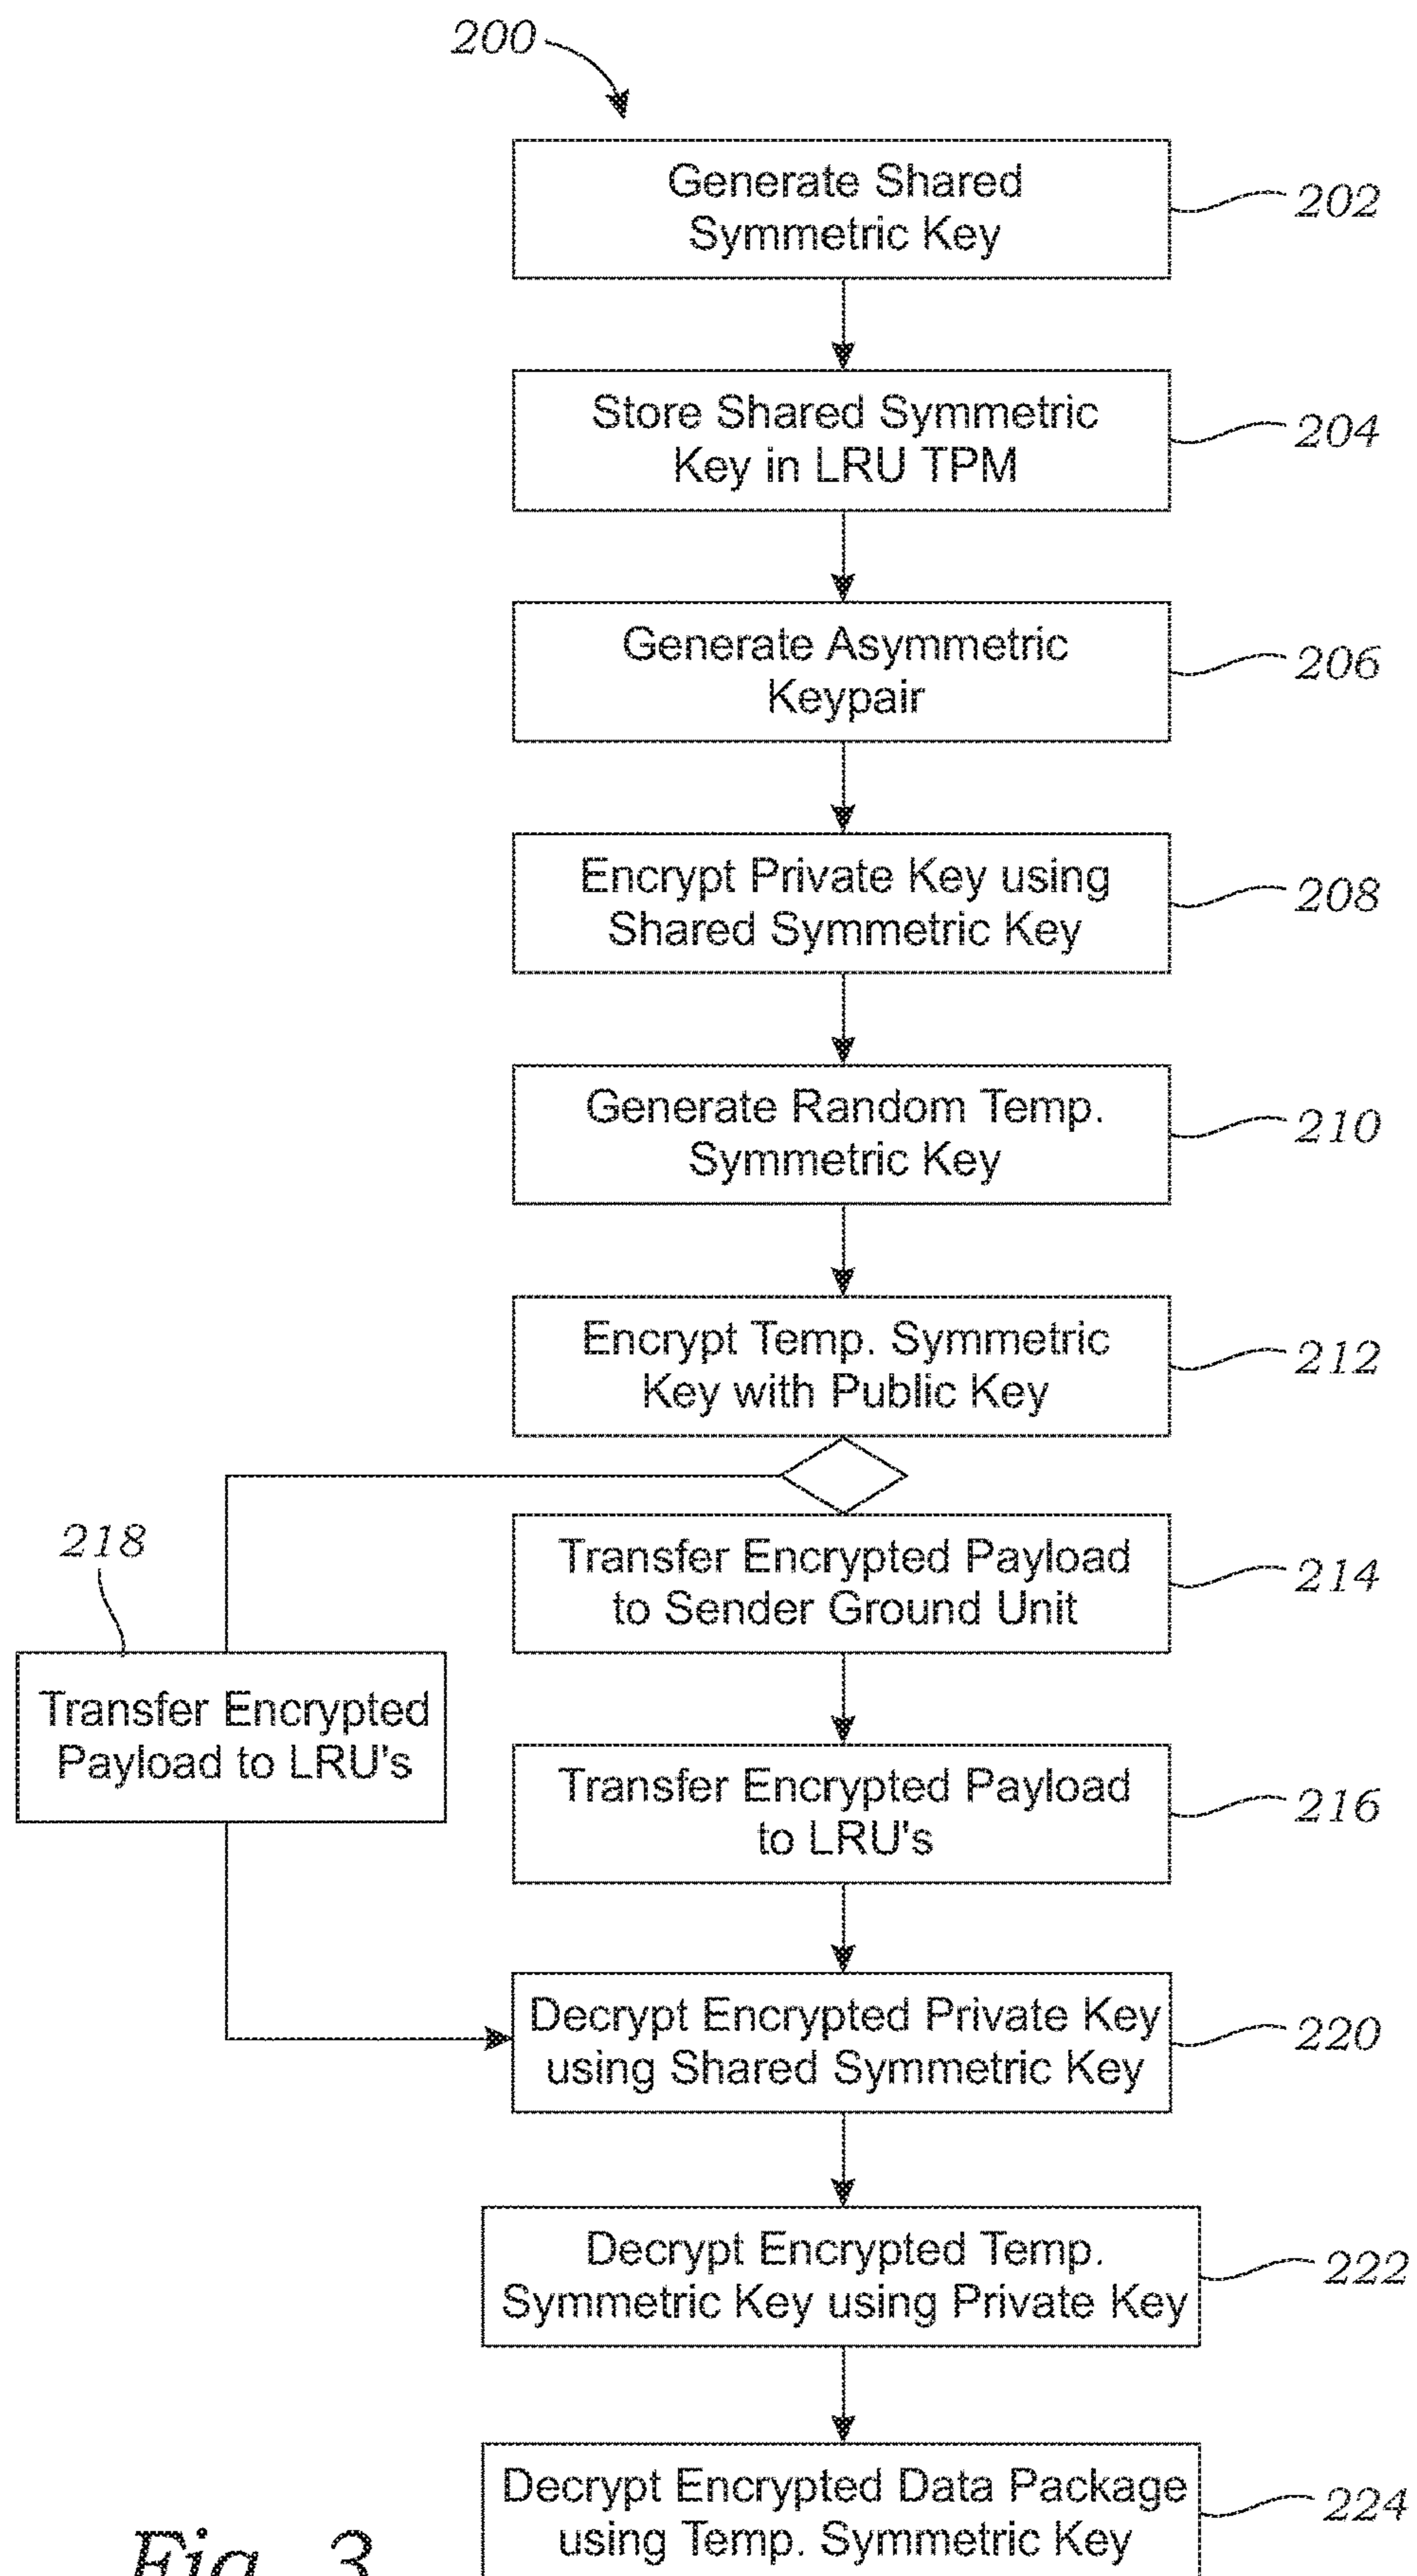 200
Generate Shared
Symmetric Key
202
Store Shared Symmetric
Key in LRU TPM
204
Generate Asymmetric
Keypair
206
Encrypt Private Key using
Shared Symmetric Key
208
Generate Random Temp.
Symmetric Key
210
Encrypt Temp. Symmetric
Key with Public Key
212
Transfer Encrypted Payload
to Sender Ground Unit
214
218
Transfer Encrypted
Payload to LRU's
Transfer Encrypted Payload
to LRU's
216
Decrypt Encrypted Private Key
using Shared Symmetric Key
220
Decrypt Encrypted Temp.
Symmetric Key using Private Key
222
Decrypt Encrypted Data Package
using Temp. Symmetric Key
224
Fig. 3